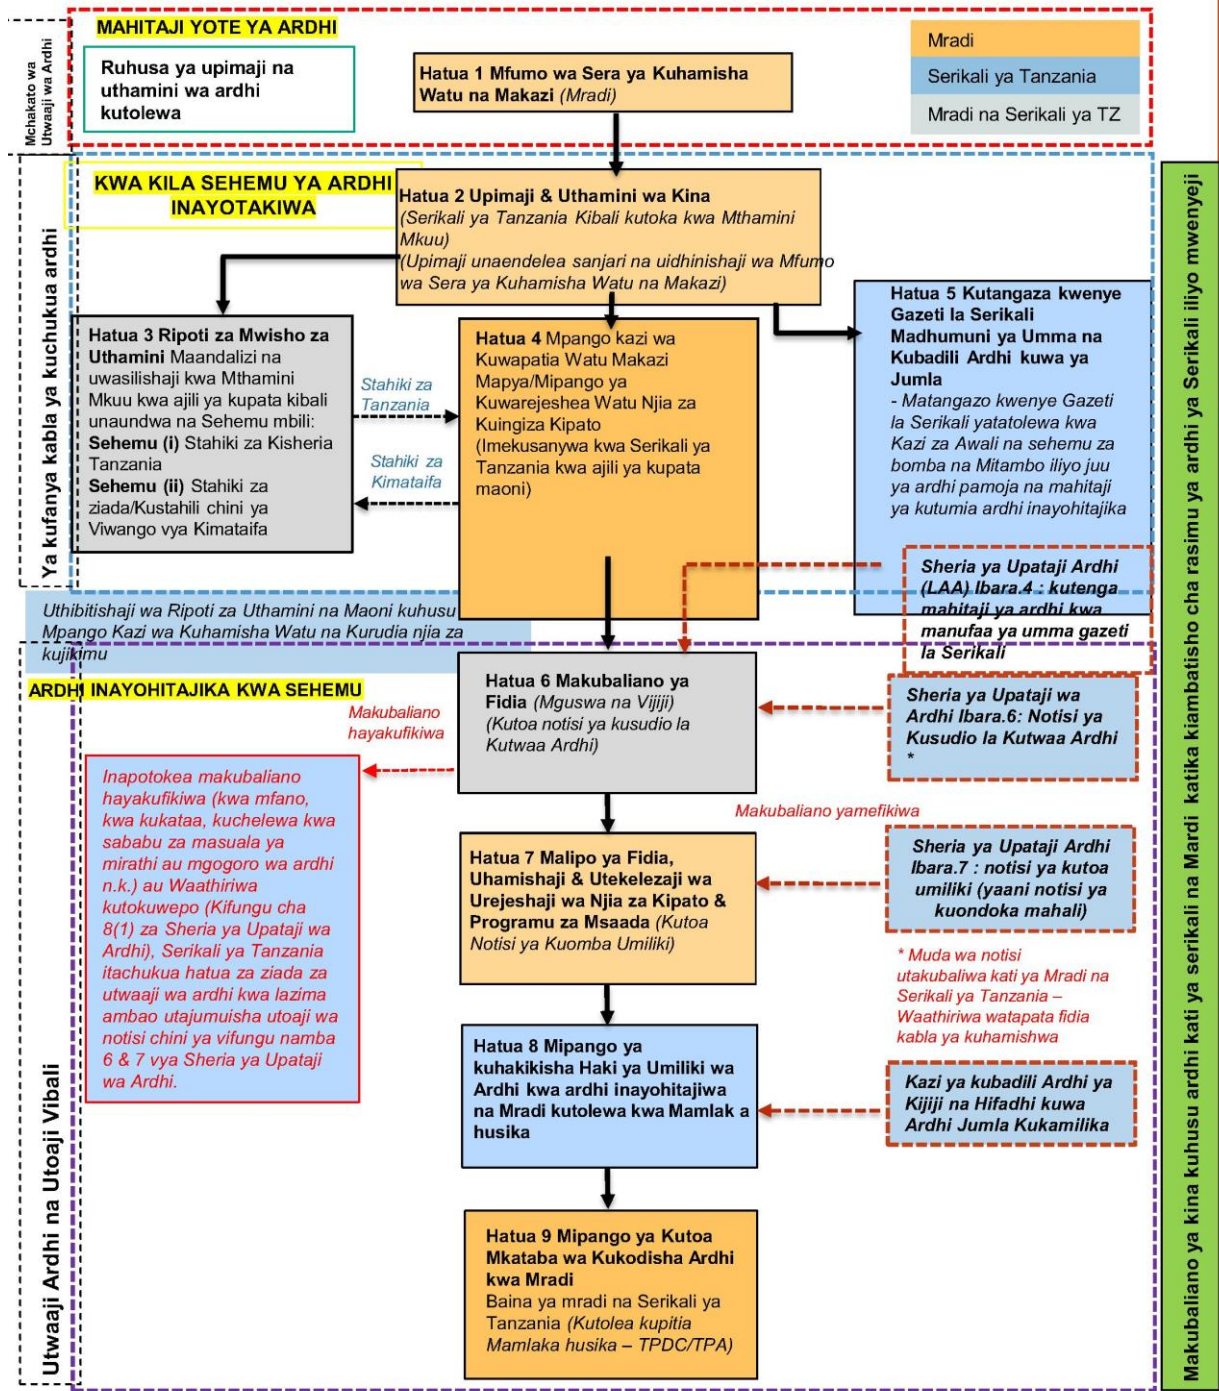 MAHITAJI YOTE YA ARDHI
Ruhusa ya upimaji na
uthamini wa ardhi
kutolewa
Hatua 1 Mfumo wa Sera ya Kuhamisha
Watu na Makazi (Mradi)
Mradi
Serikali ya Tanzania
Mradi na Serikali ya TZ
Mchakato wa
Utwaaji wa Ardhi
KWA KILA SEHEMU YA ARDHI
INAYOTAKIWA
Hatua 2 Upimaji & Uthamini wa Kina
(Serikali ya Tanzania Kibali kutoka kwa Mthamini
Mkuu)
(Upimaji unaendelea sanjari na uidhinishaji wa Mfumo
wa Sera ya Kuhamisha Watu na Makazi)
Ya kufanya kabla ya kuchukua ardhi
Hatua 3 Ripoti za Mwisho za
Uthamini Maandalizi na
uwasilishaji kwa Mthamini
Mkuu kwa ajili ya kupata kibali
unaundwa na Sehemu mbili:
Sehemu (i) Stahiki za Kisheria
Tanzania
Sehemu (ii) Stahiki za
ziada/Kustahili chini ya
Viwango vya Kimataifa
Stahiki za
Tanzania
Stahiki za
Kimataifa
Hatua 4 Mpango kazi wa
Kuwapatia Watu Makazi
Mapya/Mipango ya
Kuwarejeshea Watu Njia za
Kuingiza Kipato
(Imekusanywa kwa Serikali ya
Tanzania kwa ajili ya kupata
maoni)
Hatua 5 Kutangaza kwenye
Gazeti la Serikali
Madhumuni ya Umma na
Kubadili Ardhi kuwa ya
Jumla
- Matangazo kwenye Gazeti
la Serikali yatatolewa kwa
Kazi za Awali na sehemu za
bomba na Mitambo iliyo juu
ya ardhi pamoja na mahitaji
ya kutumia ardhi inayohitajika
Sheria ya Upataji Ardhi
(LAA) Ibara.4 : kutenga
mahitaji ya ardhi kwa
manufaa ya umma gazeti
la Serikali
Uthibitishaji wa Ripoti za Uthamini na Maoni kuhusu
Mpango Kazi wa Kuhamisha Watu na Kurudia njia za
kujikimu
ARDHI INAYOHITAJIKA KWA SEHEMU
Utwaaji Ardhi na Utoaji Vibali
Hatua 6 Makubaliano ya
Fidia (Mguswa na Vijiji)
(Kutoa notisi ya kusudio la
Kutwaa Ardhi)
Makubaliano
hayakufikiwa
Sheria ya Upataji wa
Ardhi Ibara.6: Notisi ya
Kusudio la Kutwaa Ardhi
*
Inapotokea makubaliano
hayakufikiwa (kwa mfano,
kwa kukataa, kuchelewa kwa
sababu za masuala ya
mirathi au mgogoro wa ardhi
n.k.) au Waathiriwa
kutokuwepo (Kifungu cha
8(1) za Sheria ya Upataji wa
Ardhi), Serikali ya Tanzania
itachukua hatua za ziada za
utwaaji wa ardhi kwa lazima
ambao utajumuisha utoaji wa
notisi chini ya vifungu namba
6 & 7 vya Sheria ya Upataji
wa Ardhi.
Makubaliano yamefikiwa
Hatua 7 Malipo ya Fidia,
Uhamishaji & Utekelezaji wa
Urejeshaji wa Njia za Kipato &
Programu za Msaada (Kutoa
Notisi ya Kuomba Umiliki)
Sheria ya Upataji Ardhi
Ibara.7 : notisi ya kutoa
umiliki (yaani notisi ya
kuondoka mahali)
* Muda wa notisi
utakubaliwa kati ya Mradi na
Serikali ya Tanzania –
Waathiriwa watapata fidia
kabla ya kuhamishwa
Hatua 8 Mipango ya
kuhakikisha Haki ya Umiliki wa
Ardhi kwa ardhi inayohitajiwa
na Mradi kutolewa kwa Mamlak a
husika
Kazi ya kubadili Ardhi ya
Kijiji na Hifadhi kuwa
Ardhi Jumla Kukamilika
Hatua 9 Mipango ya Kutoa
Mkataba wa Kukodisha Ardhi
kwa Mradi
Baina ya mradi na Serikali ya
Tanzania (Kutolea kupitia
Mamlaka husika – TPDC/TPA)
Makubaliano ya kina kuhusu ardhi kati ya serikali na Mardi katika kiambatisho cha rasimu ya ardhi ya Serikali iliyo mwenyeji